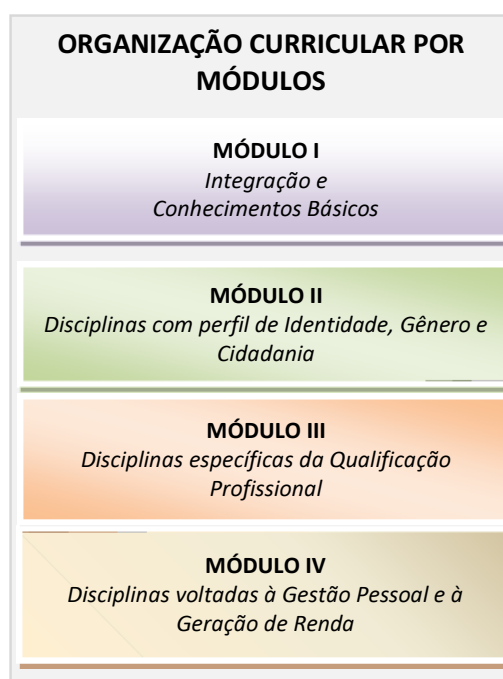 ORGANIZAÇÃO CURRICULAR POR
MÓDULOS
MÓDULO I
Integração e
Conhecimentos Básicos
MÓDULO II
Disciplinas com perfil de Identidade, Gênero e
Cidadania
MÓDULO III
Disciplinas específicas da Qualificação
Profissional
MÓDULO IV
Disciplinas voltadas à Gestão Pessoal e à
Geração de Renda